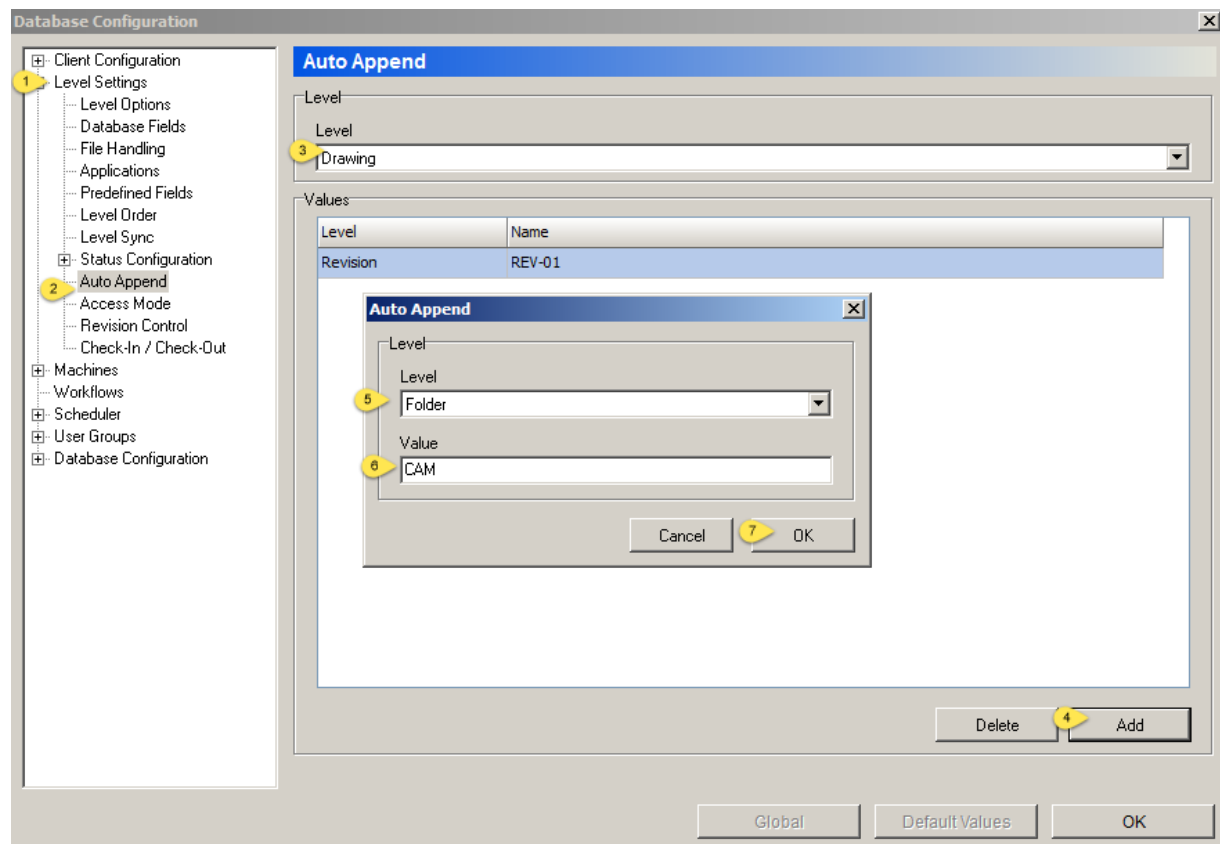 Database Configuration
Client Configuration
1
Level Settings
Level Options
Database Fields
File Handling
Applications
Predefined Fields
Level Order
Level Sync
Status Configuration
2
Auto Append
Access Mode
Revision Control
Check-In / Check-Out
Machines
Workflows
Scheduler
User Groups
Database Configuration
Auto Append
Level
Level
3
Drawing
Values
Level Name
Revision REV-01
Auto Append
Level
Level
5
Folder
Value
6
CAM
Cancel 7 OK
Delete 4 Add
Global Default Values OK